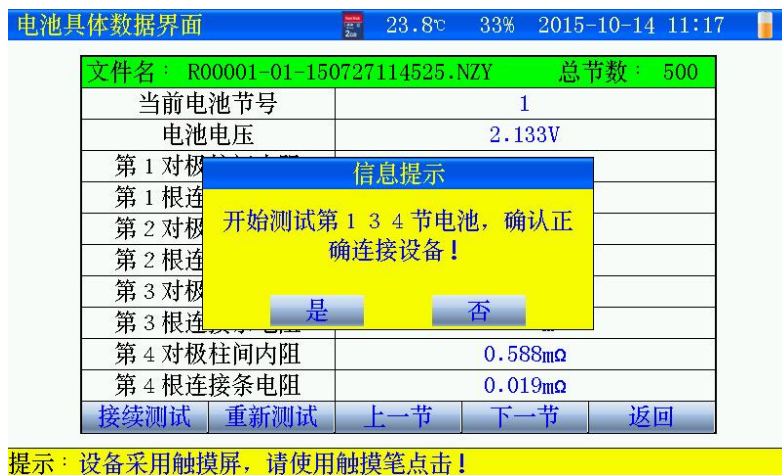 电池具体数据界面 23.8℃ 33% 2015-10-14 11:17
文件名：R00001-01-150727114525.NZY 总节数：500
当前电池节号 1
电池电压 2.133V
第1对极
信息提示
第1根连
开始测试第134节电池，确认正
第2对极
确连接设备!
第2根连
第3对极
是 否
第3根连
第4对极柱间内阻 0.588mΩ
第4根连接条电阻 0.019mΩ
接续测试 重新测试 上一节 下一节 返回
提示：设备采用触摸屏，请使用触摸笔点击!